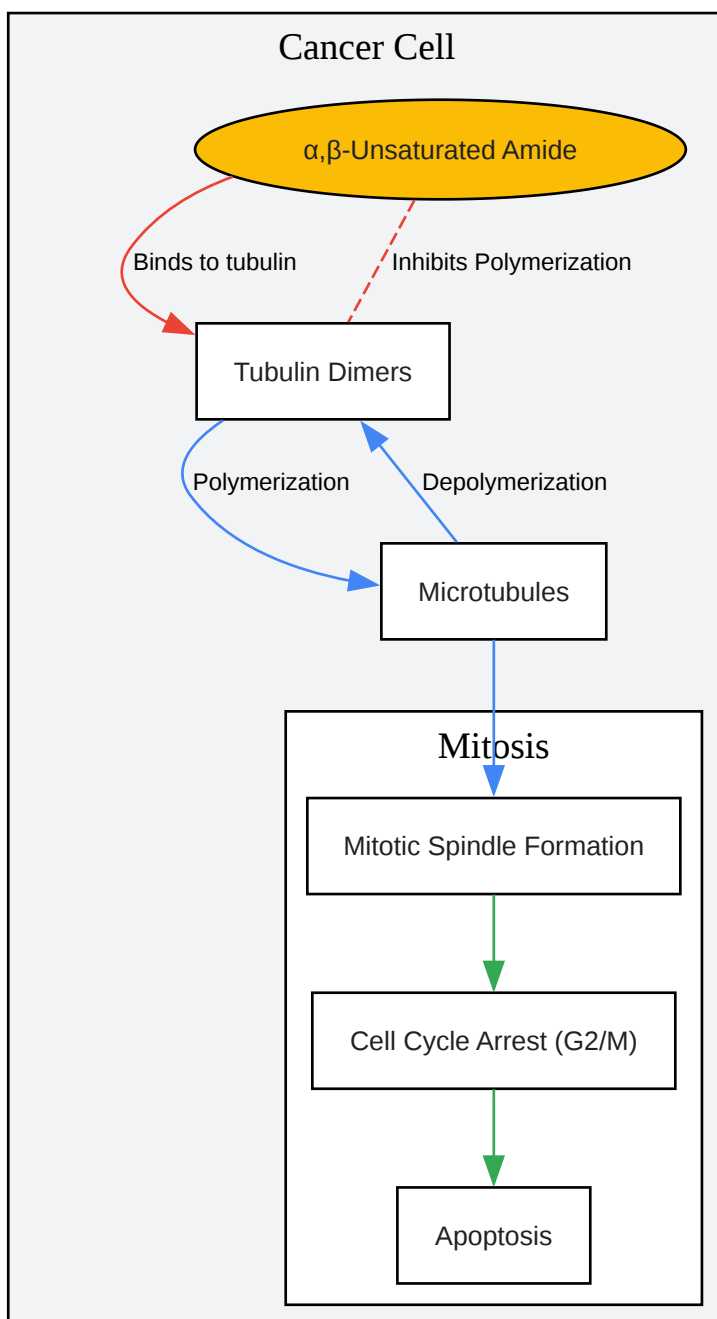 Cancer Cell
α,β-Unsaturated Amide
Binds to tubulin
Inhibits Polymerization
Tubulin Dimers
Polymerization
Depolymerization
Microtubules
Mitosis
Mitotic Spindle Formation
Cell Cycle Arrest (G2/M)
Apoptosis